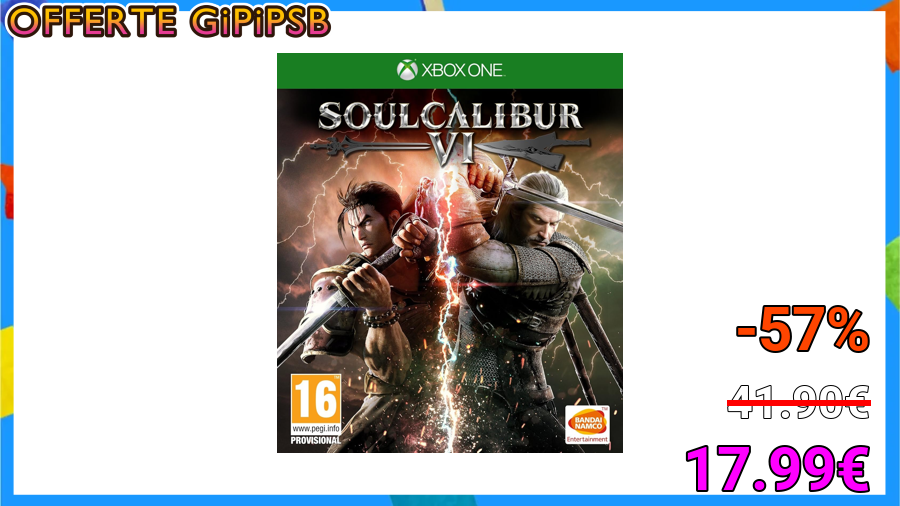 OFFERTE GiPiPSB
XBOX ONE
SOULCALIBUR
VI
16
www.pegi.info
PROVISIONAL
BANDAI
NAMCO
Entertainment
-57%
41.90€
17.99€